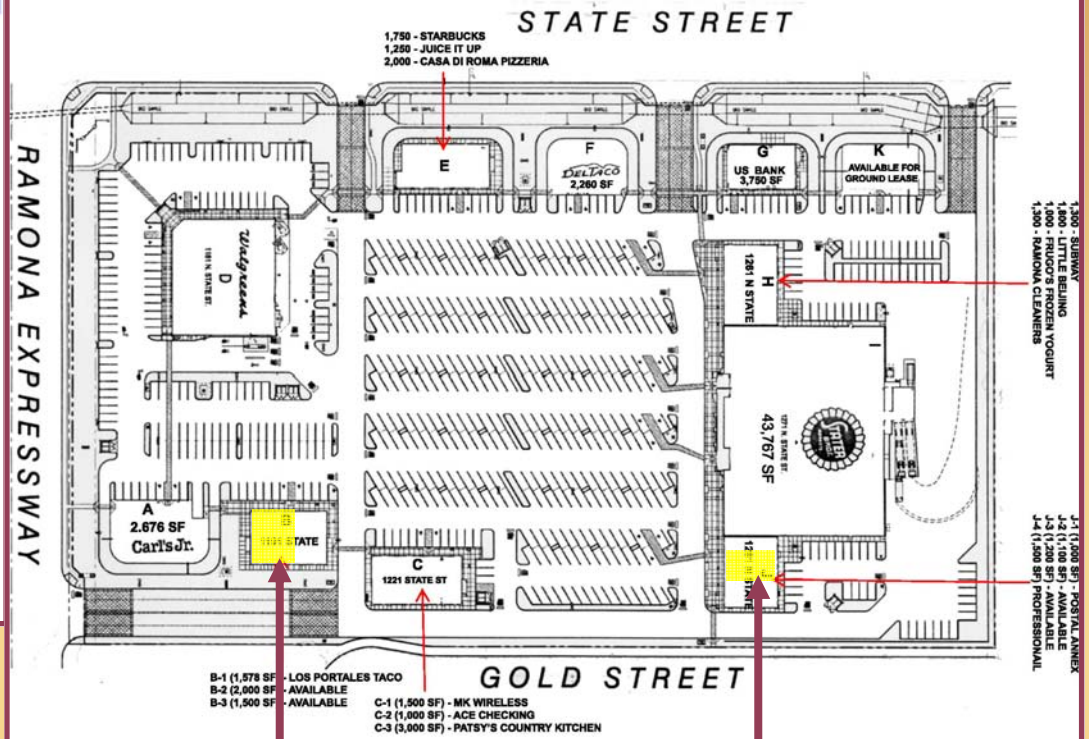 STATE STREET
1,750 - STARBUCKS
1,250 - JUICE IT UP
2,000 - CASA DI ROMA PIZZERIA
RAMONA EXPRESSWAY
E
F
DEL TACO
2,260 SF
G
US BANK
3,750 SF
K
AVAILABLE FOR
GROUND LEASE
1,300 - SUBWAY
1,800 - LITTLE BEIJING
1,000 - FRUGO'S FROZEN YOGURT
1,300 - RAMONA CLEANERS
Walgreens
D
1181 N. STATE ST.
H
1261 N STATE
I
1271 N. STATE ST.
43,767 SF
STATER
A
2.676 SF
Carl's Jr.
STATE
C
1221 STATE ST
STATE
J-1 (1,000 SF) - POSTAL ANNEX
J-2 (1,100 SF) - AVAILABLE
J-3 (1,200 SF) - AVAILABLE
J-4 (1,500 SF) PROFESSIONAIL
GOLD STREET
B-1 (1,578 SF) - LOS PORTALES TACO
B-2 (2,000 SF) - AVAILABLE
B-3 (1,500 SF) - AVAILABLE
C-1 (1,500 SF) - MK WIRELESS
C-2 (1,000 SF) - ACE CHECKING
C-3 (3,000 SF) - PATSY'S COUNTRY KITCHEN